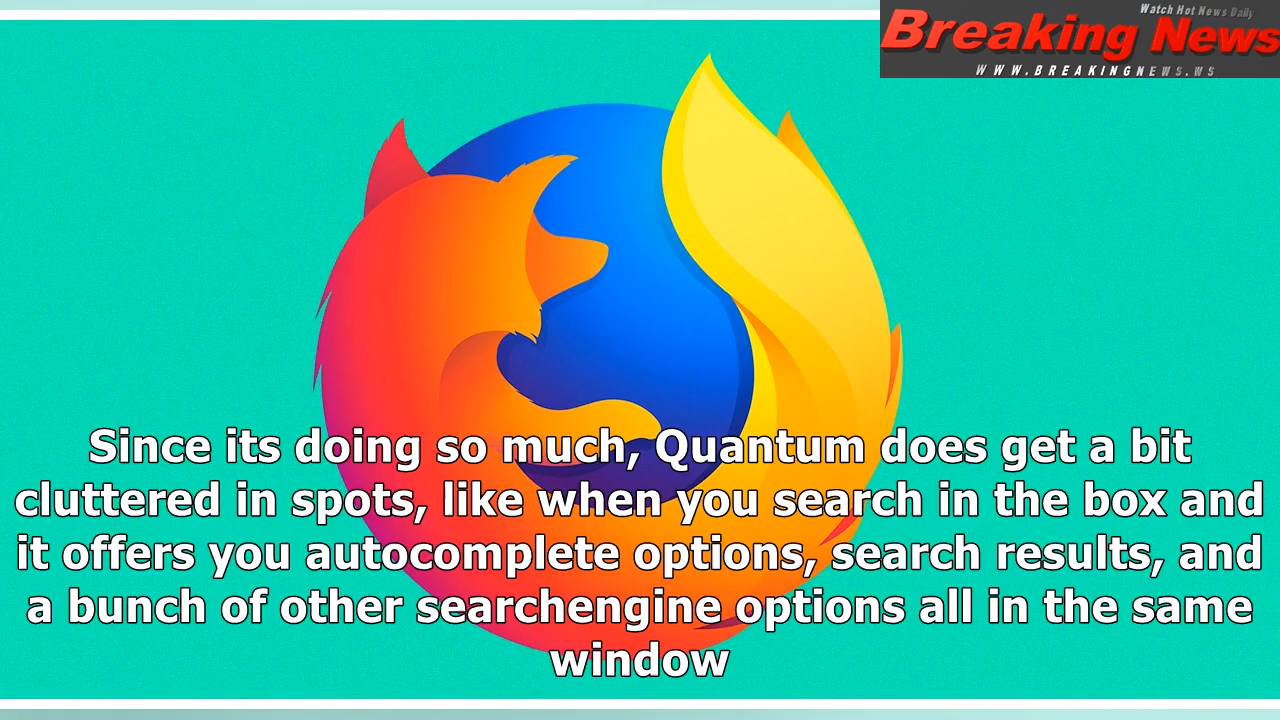 Watch Hot News Daily
Breaking News
WWW.BREAKINGNEWS.WS
Since its doing so much, Quantum does get a bit
cluttered in spots, like when you search in the box and
it offers you autocomplete options, search results, and
a bunch of other searchengine options all in the same
window